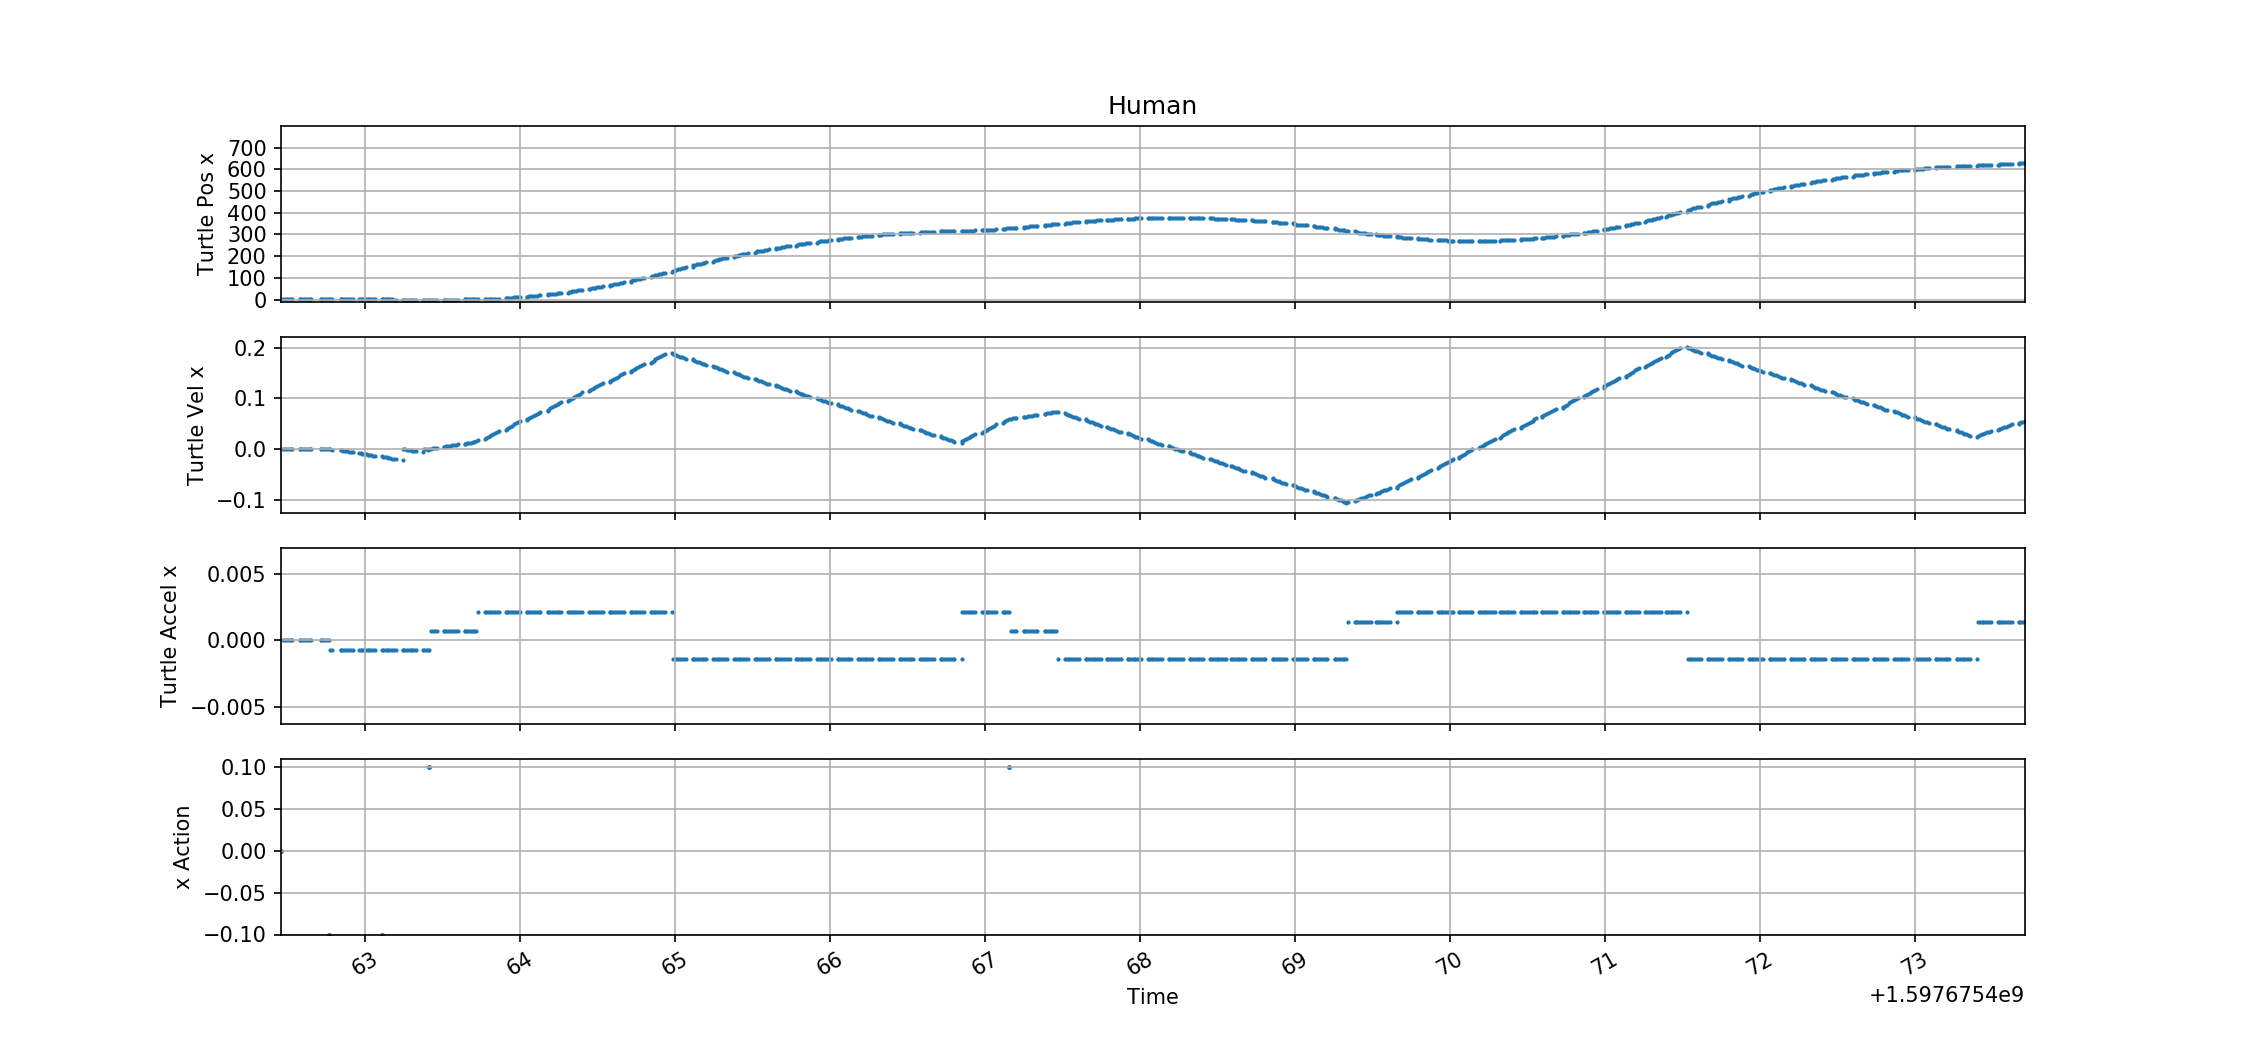 Human
Turtle Pos x
700
600
500
400
300
200
100
0
Turtle Vel x
0.2
0.1
0.0
−0.1
Turtle Accel x
0.005
0.000
−0.005
x Action
0.10
0.05
0.00
−0.05
−0.10
63 64 65 66 67 68 69 70 71 72 73
Time
+1.5976754e9